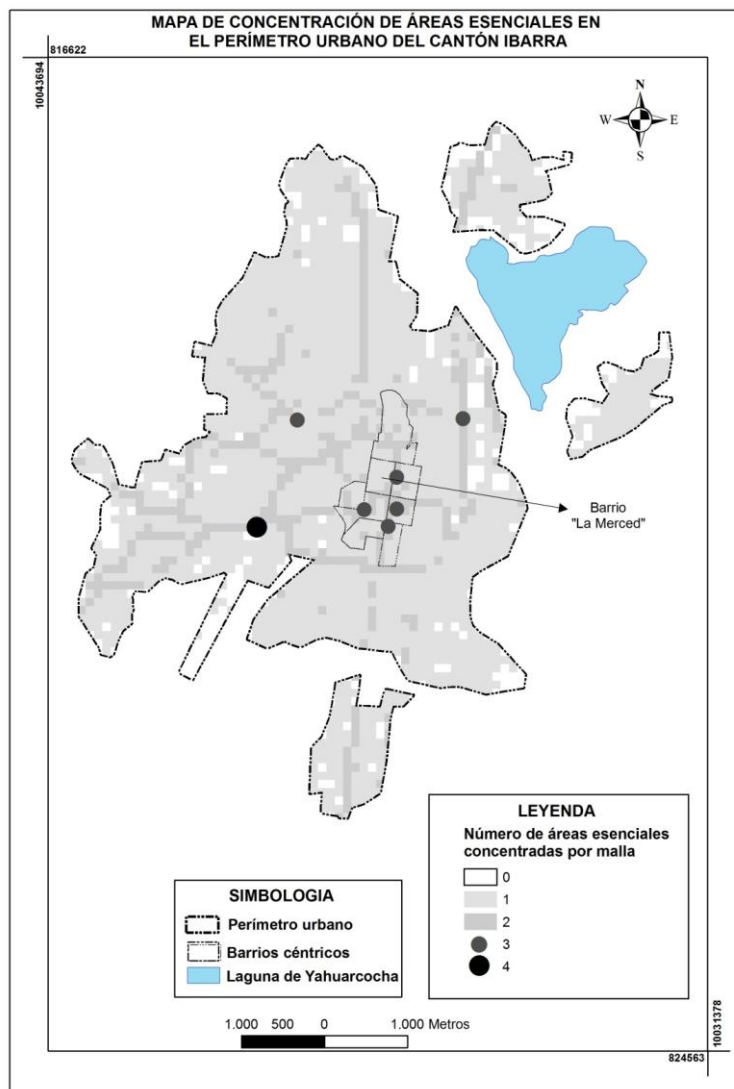 MAPA DE CONCENTRACIÓN DE ÁREAS ESENCIALES EN
EL PERÍMETRO URBANO DEL CANTÓN IBARRA
816622
10043694
N
W
E
S
Barrio
"La Merced"
LEYENDA
Número de áreas esenciales
concentradas por malla
0
1
2
3
4
SIMBOLOGIA
Perímetro urbano
Barrios céntricos
Laguna de Yahuarcocha
1.000 500 0 1.000 Metros
10031378
824563